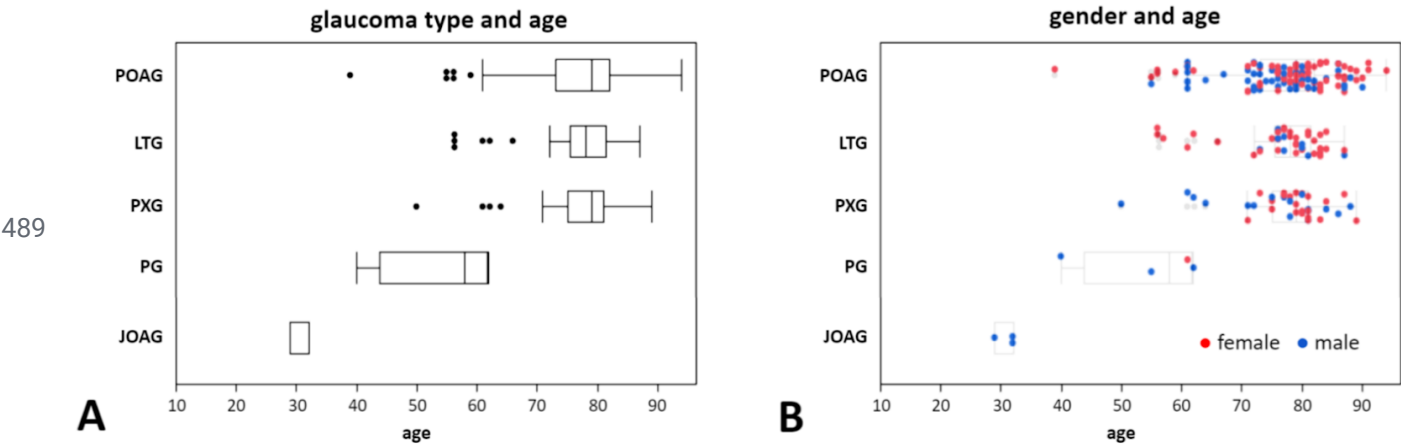 glaucoma type and age
POAG
LTG
489
PXG
PG
JOAG
10 20 30 40 50 60 70 80 90
A
age
gender and age
POAG
LTG
PXG
PG
JOAG
female male
10 20 30 40 50 60 70 80 90
B
age